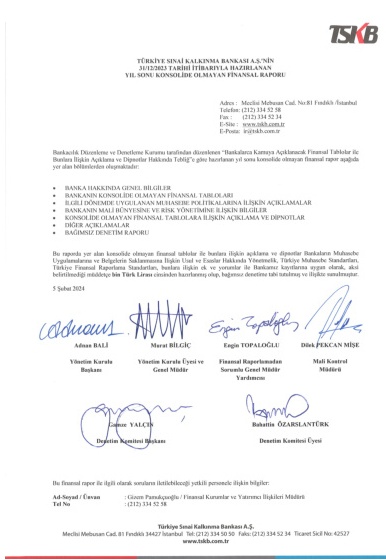 TSKB
TÜRKİYE SINAİ KALKINMA BANKASI A.Ş.'NİN
31/12/2023 TARİHİ İTİBARIYLA HAZIRLANAN
YIL SONU KONSOLİDE OLMAYAN FİNANSAL RAPORU
Adres : Meclisi Mebusan Cad. No:81 Fındıklı /İstanbul
Telefon: (212) 334 52 58
Fax : (212) 334 52 34
E-Site : www.tskb.com.tr
E-Posta: ir@tskb.com.tr
Bankacılık Düzenleme ve Denetleme Kurumu tarafından düzenlenen "Bankalarca Kamuya Açıklanacak Finansal Tablolar ile
Bunlara İlişkin Açıklama ve Dipnotlar Hakkında Tebliğ"e göre hazırlanan yıl sonu konsolide olmayan finansal rapor aşağıda
yer alan bölümlerden oluşmaktadır:
• BANKA HAKKINDA GENEL BİLGİLER
• BANKANIN KONSOLİDE OLMAYAN FİNANSAL TABLOLARI
• İLGİLİ DÖNEMDE UYGULANAN MUHASEBE POLİTİKALARINA İLİŞKİN AÇIKLAMALAR
• BANKANIN MALİ BÜNYESİNE VE RİSK YÖNETİMİNE İLİŞKİN BİLGİLER
• KONSOLİDE OLMAYAN FİNANSAL TABLOLARA İLİŞKİN AÇIKLAMA VE DİPNOTLAR
• DİĞER AÇIKLAMALAR
• BAĞIMSIZ DENETİM RAPORU
Bu raporda yer alan konsolide olmayan finansal tablolar ile bunlara ilişkin açıklama ve dipnotlar Bankaların Muhasebe
Uygulamalarına ve Belgelerin Saklanmasına İlişkin Usul ve Esaslar Hakkında Yönetmelik, Türkiye Muhasebe Standartları,
Türkiye Finansal Raporlama Standartları, bunlara ilişkin ek ve yorumlar ile Bankamız kayıtlarına uygun olarak, aksi
belirtilmediği müddetçe bin Türk Lirası cinsinden hazırlanmış olup, bağımsız denetime tabi tutulmuş ve ilişikte sunulmuştur.
5 Şubat 2024
Engin Topaloğlu
Adnan BALİ Murat BİLGİÇ Engin TOPALOĞLU Dilek PEKCAN MİŞE
Yönetim Kurulu Yönetim Kurulu Üyesi ve Finansal Raporlamadan Mali Kontrol
Başkanı Genel Müdür Sorumlu Genel Müdür Müdürü
Yardımcısı
Gamze YALÇIN Bahattin ÖZARSLANTÜRK
Denetim Komitesi Başkanı Denetim Komitesi Üyesi
Bu finansal rapor ile ilgili olarak soruların iletilebileceği yetkili personele ilişkin bilgiler:
Ad-Soyad / Ünvan : Gizem Pamukçuoğlu / Finansal Kurumlar ve Yatırımcı İlişkileri Müdürü
Tel No : (212) 334 52 58
Türkiye Sınai Kalkınma Bankası A.Ş.
Meclisi Mebusan Cad. 81 Fındıklı 34427 İstanbul Tel: (212) 334 50 50 Faks: (212) 334 52 34 Ticaret Sicil No: 42527
www.tskb.com.tr